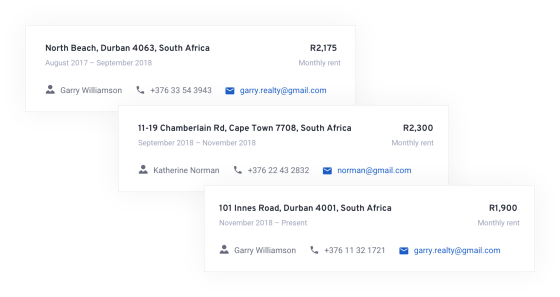 North Beach, Durban 4063, South Africa R2,175
August 2017 – September 2018 Monthly rent
Garry Williamson +376 33 54 3943 garry.realty@gmail.com
11-19 Chamberlain Rd, Cape Town 7708, South Africa R2,300
September 2018 – November 2018 Monthly rent
Katherine Norman +376 22 43 2832 norman@gmail.com
101 Innes Road, Durban 4001, South Africa R1,900
November 2018 – Present Monthly rent
Garry Williamson +376 11 32 1721 garry.realty@gmail.com